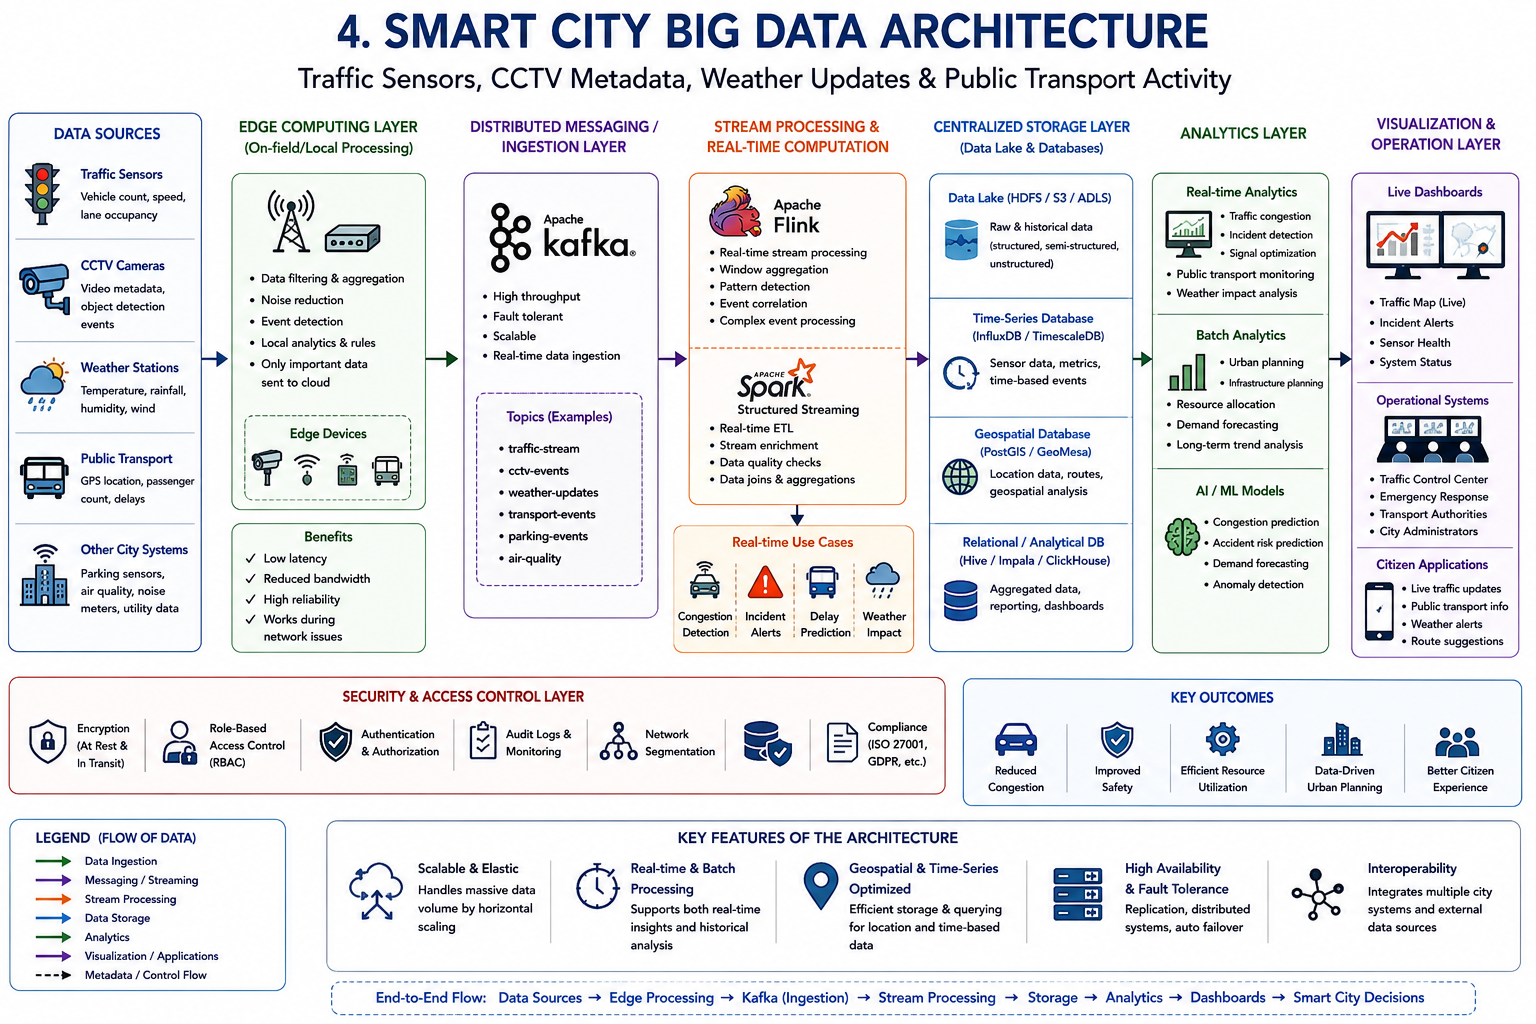 4. SMART CITY BIG DATA ARCHITECTURE
Traffic Sensors, CCTV Metadata, Weather Updates & Public Transport Activity
DATA SOURCES
Traffic Sensors
Vehicle count, speed,
lane occupancy
CCTV Cameras
Video metadata,
object detection
events
Weather Stations
Temperature, rainfall,
humidity, wind
Public Transport
GPS location, passenger
count, delays
Other City Systems
Parking sensors,
air quality, noise
meters, utility data
EDGE COMPUTING LAYER
(On-field/Local Processing)
• Data filtering & aggregation
• Noise reduction
• Event detection
• Local analytics & rules
• Only important data
sent to cloud
Edge Devices
Benefits
✓ Low latency
✓ Reduced bandwidth
✓ High reliability
✓ Works during
network issues
DISTRIBUTED MESSAGING /
INGESTION LAYER
Apache
kafka®
• High throughput
• Fault tolerant
• Scalable
• Real-time data ingestion
Topics (Examples)
• traffic-stream
• cctv-events
• weather-updates
• transport-events
• parking-events
• air-quality
STREAM PROCESSING &
REAL-TIME COMPUTATION
Apache
Flink
• Real-time stream processing
• Window aggregation
• Pattern detection
• Event correlation
• Complex event processing
APACHE
Spark
Structured Streaming
• Real-time ETL
• Stream enrichment
• Data quality checks
• Data joins & aggregations
Real-time Use Cases
Congestion
Detection
Incident
Alerts
Delay
Prediction
Weather
Impact
CENTRALIZED STORAGE LAYER
(Data Lake & Databases)
Data Lake (HDFS / S3 / ADLS)
Raw & historical data
(structured, semi-structured,
unstructured)
Time-Series Database
(InfluxDB / TimescaleDB)
Sensor data, metrics,
time-based events
Geospatial Database
(PostGIS / GeoMesa)
Location data, routes,
geospatial analysis
Relational / Analytical DB
(Hive / Impala / ClickHouse)
Aggregated data,
reporting, dashboards
ANALYTICS LAYER
Real-time Analytics
• Traffic congestion
• Incident detection
• Signal optimization
• Public transport monitoring
• Weather impact analysis
Batch Analytics
• Urban planning
• Infrastructure planning
• Resource allocation
• Demand forecasting
• Long-term trend analysis
AI / ML Models
• Congestion prediction
• Accident risk prediction
• Demand forecasting
• Anomaly detection
VISUALIZATION &
OPERATION LAYER
Live Dashboards
• Traffic Map (Live)
• Incident Alerts
• Sensor Health
• System Status
Operational Systems
• Traffic Control Center
• Emergency Response
• Transport Authorities
• City Administrators
Citizen Applications
• Live traffic updates
• Public transport info
• Weather alerts
• Route suggestions
SECURITY & ACCESS CONTROL LAYER
Encryption
(At Rest &
In Transit)
Role-Based
Access Control
(RBAC)
Authentication
& Authorization
Audit Logs &
Monitoring
Network
Segmentation
Compliance
(ISO 27001,
GDPR, etc.)
KEY OUTCOMES
Reduced
Congestion
Improved
Safety
Efficient Resource
Utilization
Data-Driven
Urban Planning
Better Citizen
Experience
LEGEND (FLOW OF DATA)
Data Ingestion
Messaging / Streaming
Stream Processing
Data Storage
Analytics
Visualization / Applications
Metadata / Control Flow
KEY FEATURES OF THE ARCHITECTURE
Scalable & Elastic
Handles massive data
volume by horizontal
scaling
Real-time & Batch
Processing
Supports both real-time
insights and historical
analysis
Geospatial & Time-Series
Optimized
Efficient storage & querying
for location and time-based
data
High Availability
& Fault Tolerance
Replication, distributed
systems, auto failover
Interoperability
Integrates multiple city
systems and external
data sources
End-to-End Flow: Data Sources → Edge Processing → Kafka (Ingestion) → Stream Processing → Storage → Analytics → Dashboards → Smart City Decisions